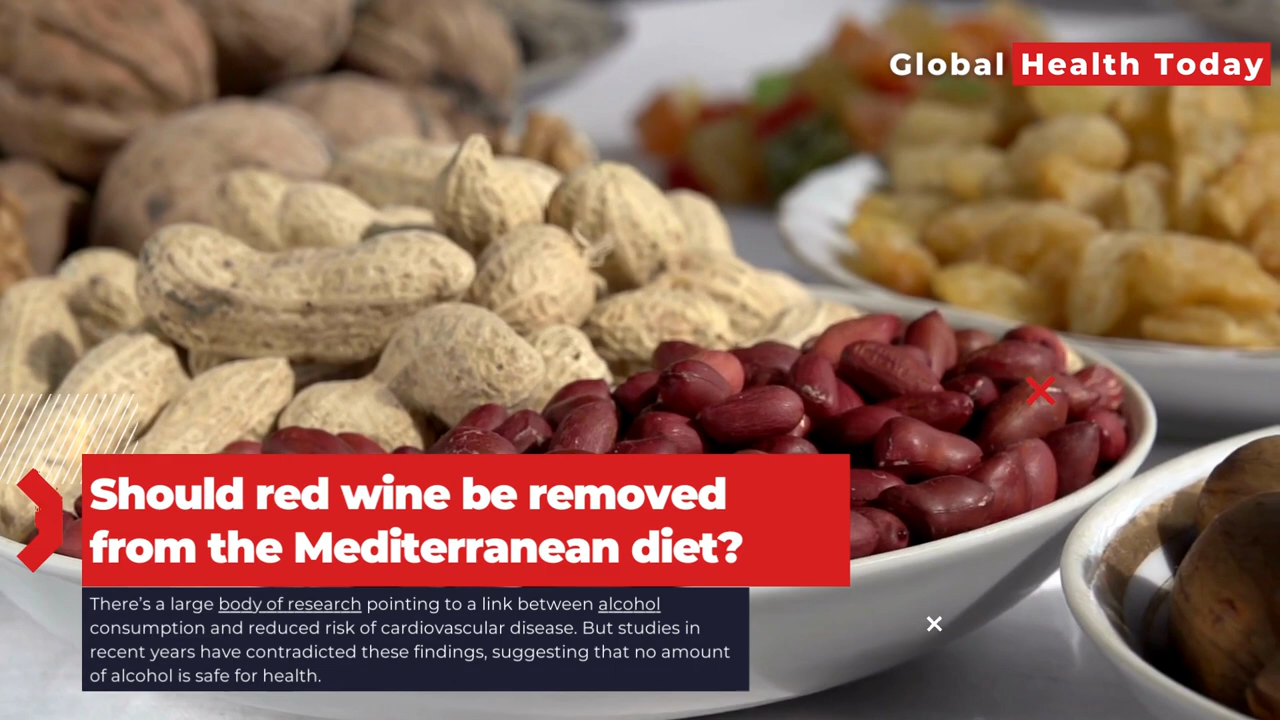 Global Health Today
Should red wine be removed
from the Mediterranean diet?
There’s a large body of research pointing to a link between alcohol
consumption and reduced risk of cardiovascular disease. But studies in
recent years have contradicted these findings, suggesting that no amount
of alcohol is safe for health.